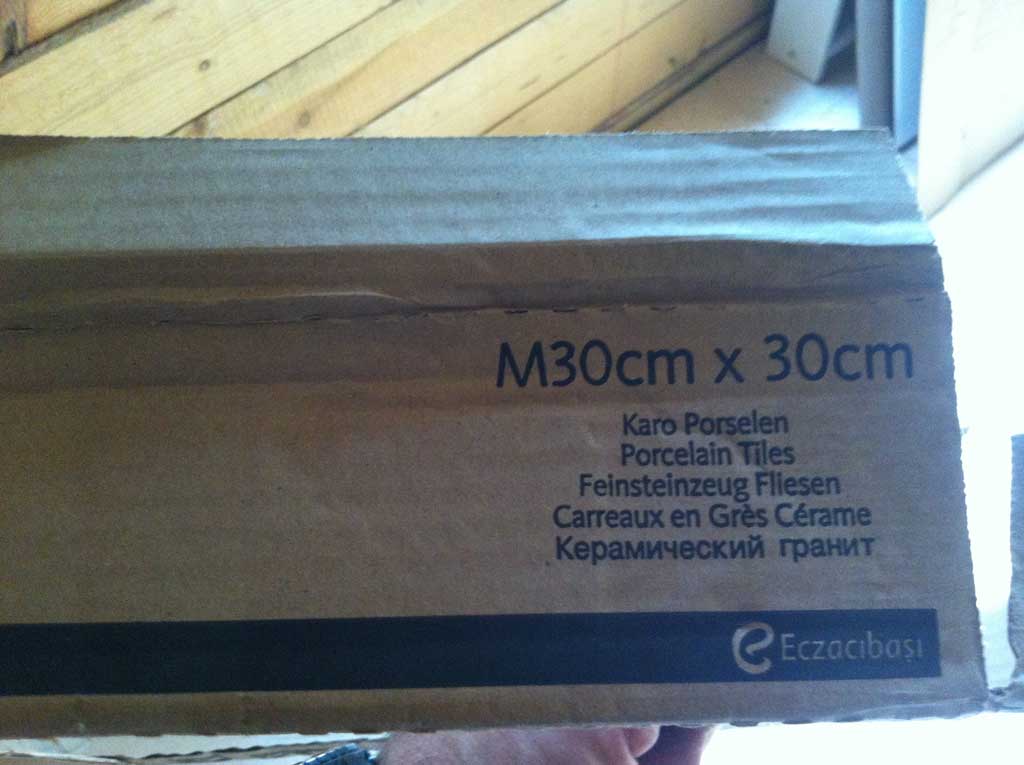 M30cm x 30cm
Karo Porselen
Porcelain Tiles
Feinsteinzeug Fliesen
Carreaux en Grès Cérame
Керамический гранит
Eczacıbaşı